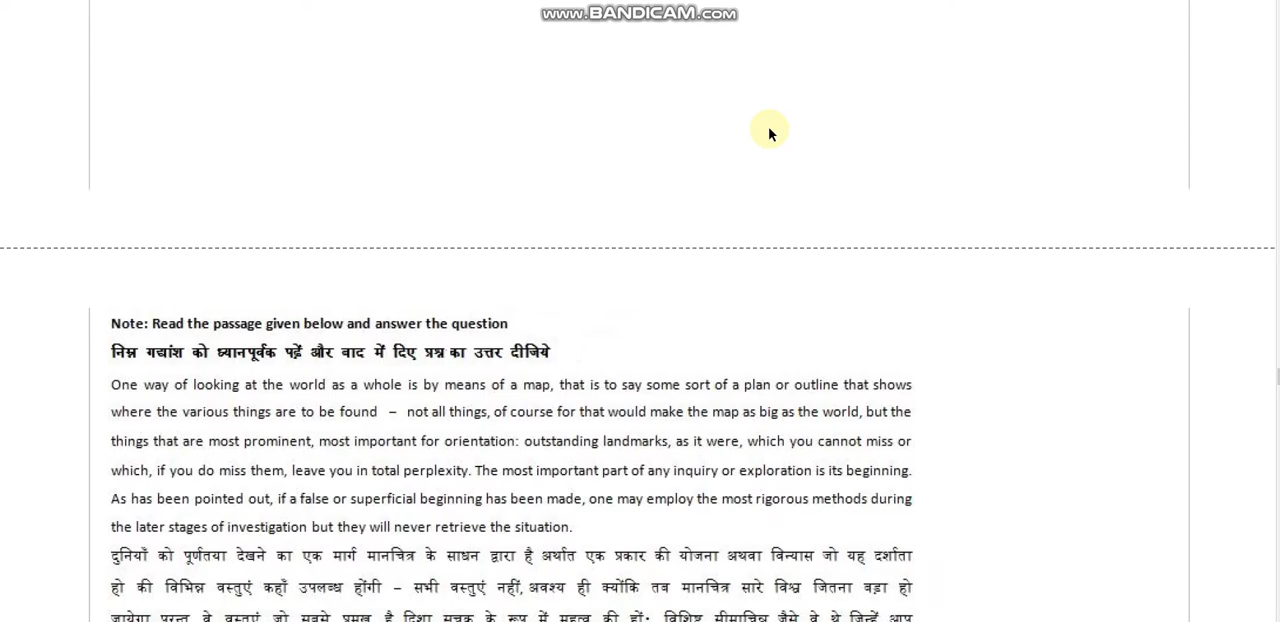 www.BANDICAM.com
Note: Read the passage given below and answer the question
निम्न गद्यांश को ध्यानपूर्वक पढ़ें और बाद में दिए प्रश्न का उत्तर दीजिये
One way of looking at the world as a whole is by means of a map, that is to say some sort of a plan or outline that shows
where the various things are to be found – not all things, of course for that would make the map as big as the world, but the
things that are most prominent, most important for orientation: outstanding landmarks, as it were, which you cannot miss or
which, if you do miss them, leave you in total perplexity. The most important part of any inquiry or exploration is its beginning.
As has been pointed out, if a false or superficial beginning has been made, one may employ the most rigorous methods during
the later stages of investigation but they will never retrieve the situation.
दुनियाँ को पूर्णतया देखने का एक मार्ग मानचित्र के साधन द्वारा है अर्थात एक प्रकार की योजना अथवा विन्यास जो यह दर्शाता
हो की विभिन्न वस्तुएं कहाँ उपलब्ध होंगी – सभी वस्तुएं नहीं, अवश्य ही क्योंकि तब मानचित्र सारे विश्व जितना बड़ा हो
जायेगा परन्तु वे वस्तुएं जो सबसे प्रमुख है दिशा सूचक के रूप में महत्व की हों: विशिष्ट सीमाचिन्ह जैसे वे थे जिन्हें आप